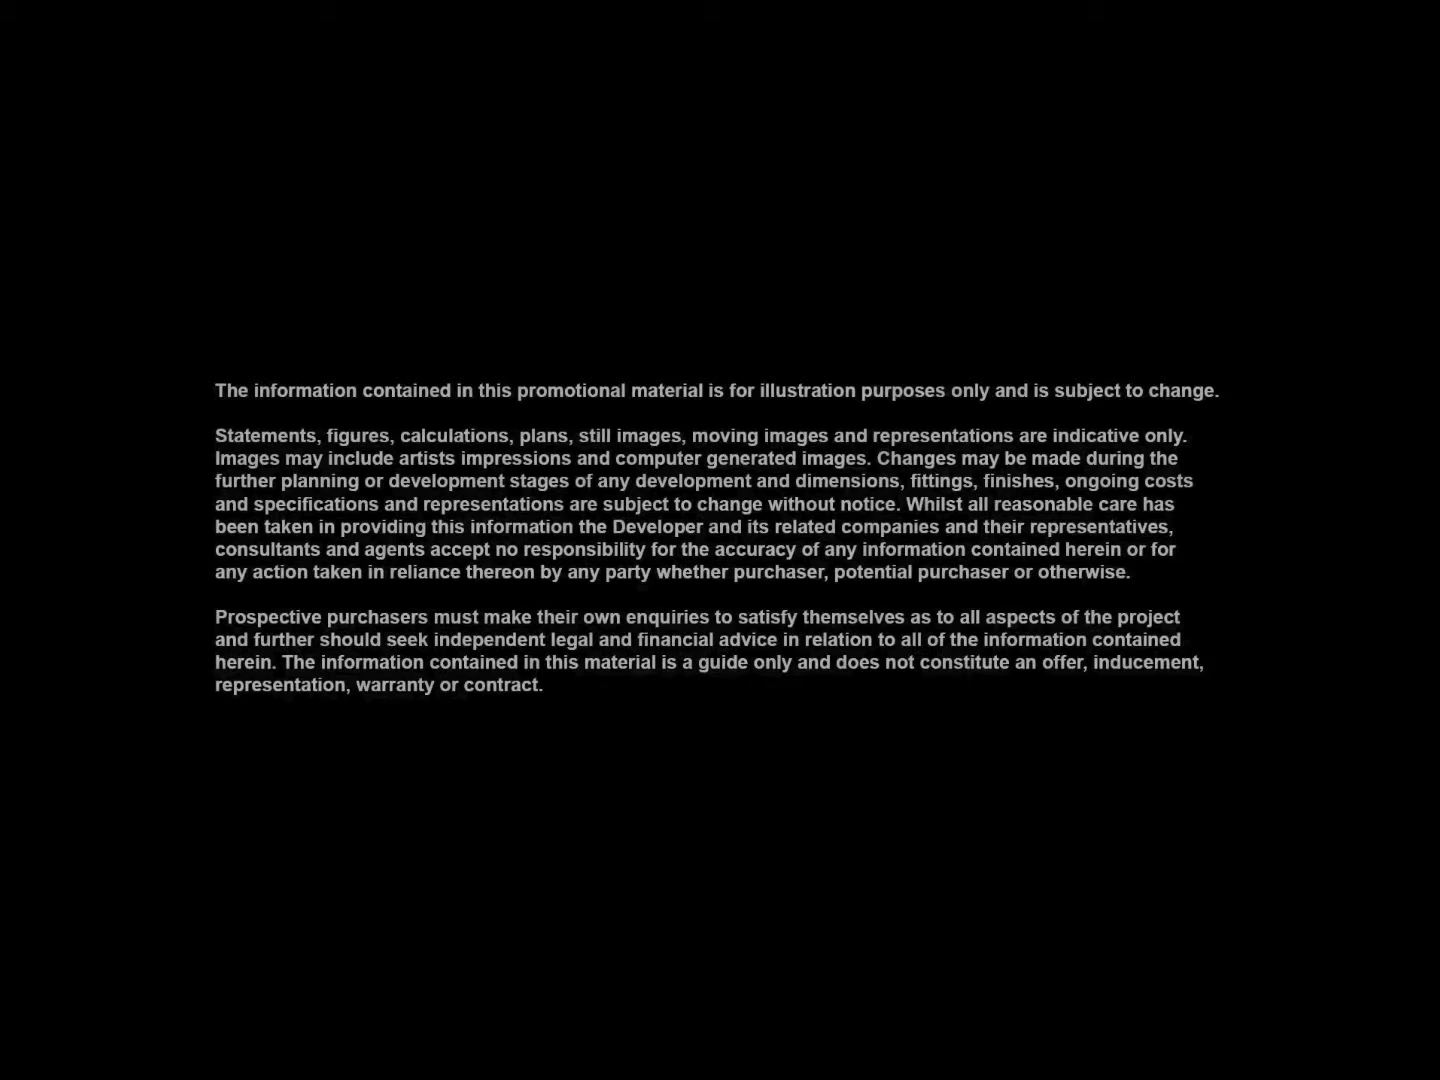 The information contained in this promotional material is for illustration purposes only and is subject to change.
Statements, figures, calculations, plans, still images, moving images and representations are indicative only.
Images may include artists impressions and computer generated images. Changes may be made during the
further planning or development stages of any development and dimensions, fittings, finishes, ongoing costs
and specifications and representations are subject to change without notice. Whilst all reasonable care has
been taken in providing this information the Developer and its related companies and their representatives,
consultants and agents accept no responsibility for the accuracy of any information contained herein or for
any action taken in reliance thereon by any party whether purchaser, potential purchaser or otherwise.
Prospective purchasers must make their own enquiries to satisfy themselves as to all aspects of the project
and further should seek independent legal and financial advice in relation to all of the information contained
herein. The information contained in this material is a guide only and does not constitute an offer, inducement,
representation, warranty or contract.